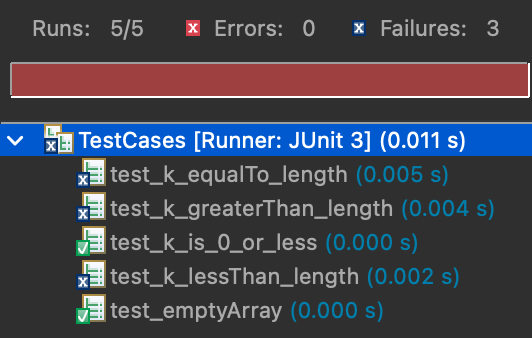 Runs: 5/5 Errors: 0 Failures: 3
TestCases [Runner: JUnit 3] (0.011 s)
test_k_equalTo_length (0.005 s)
test_k_greaterThan_length (0.004 s)
test_k_is_0_or_less (0.000 s)
test_k_lessThan_length (0.002 s)
test_emptyArray (0.000 s)